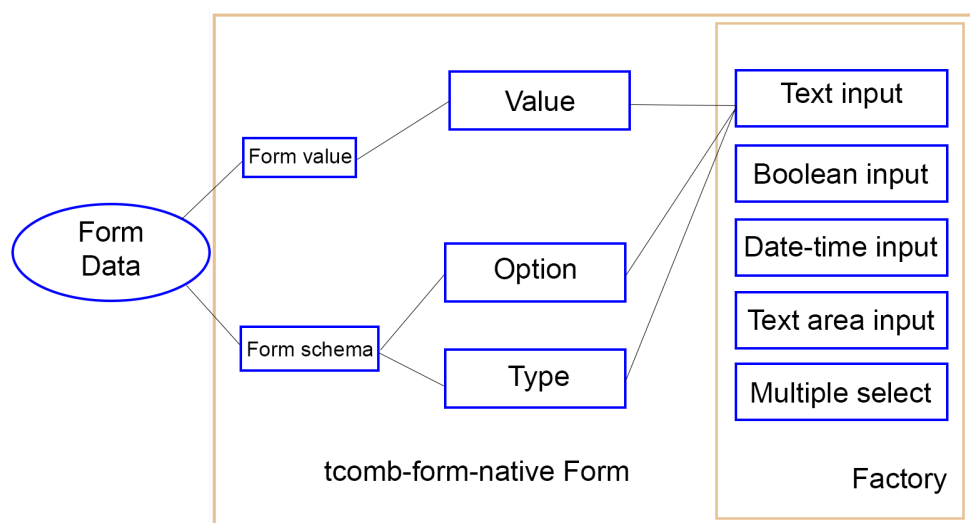 Form
Data
Form value
Form schema
Value
Option
Type
tcomb-form-native Form
Text input
Boolean input
Date-time input
Text area input
Multiple select
Factory